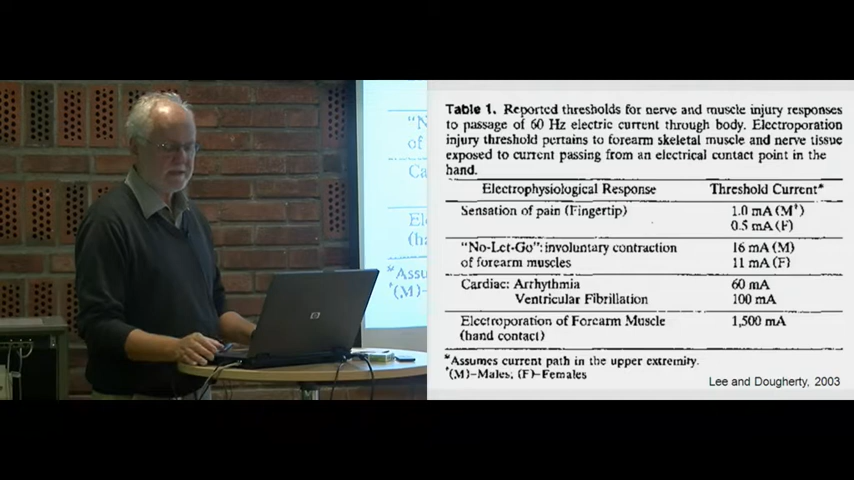 Table 1. Reported thresholds for nerve and muscle injury responses
to passage of 60 Hz electric current through body. Electroporation
injury threshold pertains to forearm skeletal muscle and nerve tissue
exposed to current passing from an electrical contact point in the
hand.
Electrophysiological Response Threshold Current*
Sensation of pain (Fingertip) 1.0 mA (M⁺)
0.5 mA (F)
"No-Let-Go": involuntary contraction 16 mA (M)
of forearm muscles 11 mA (F)
Cardiac: Arrhythmia 60 mA
Ventricular Fibrillation 100 mA
Electroporation of Forearm Muscle 1,500 mA
(hand contact)
*Assumes current path in the upper extremity.
⁺(M)–Males; (F)–Females
Lee and Dougherty, 2003
"N
of f
Ca
El
(h
*Assu
⁺(M)–
hp